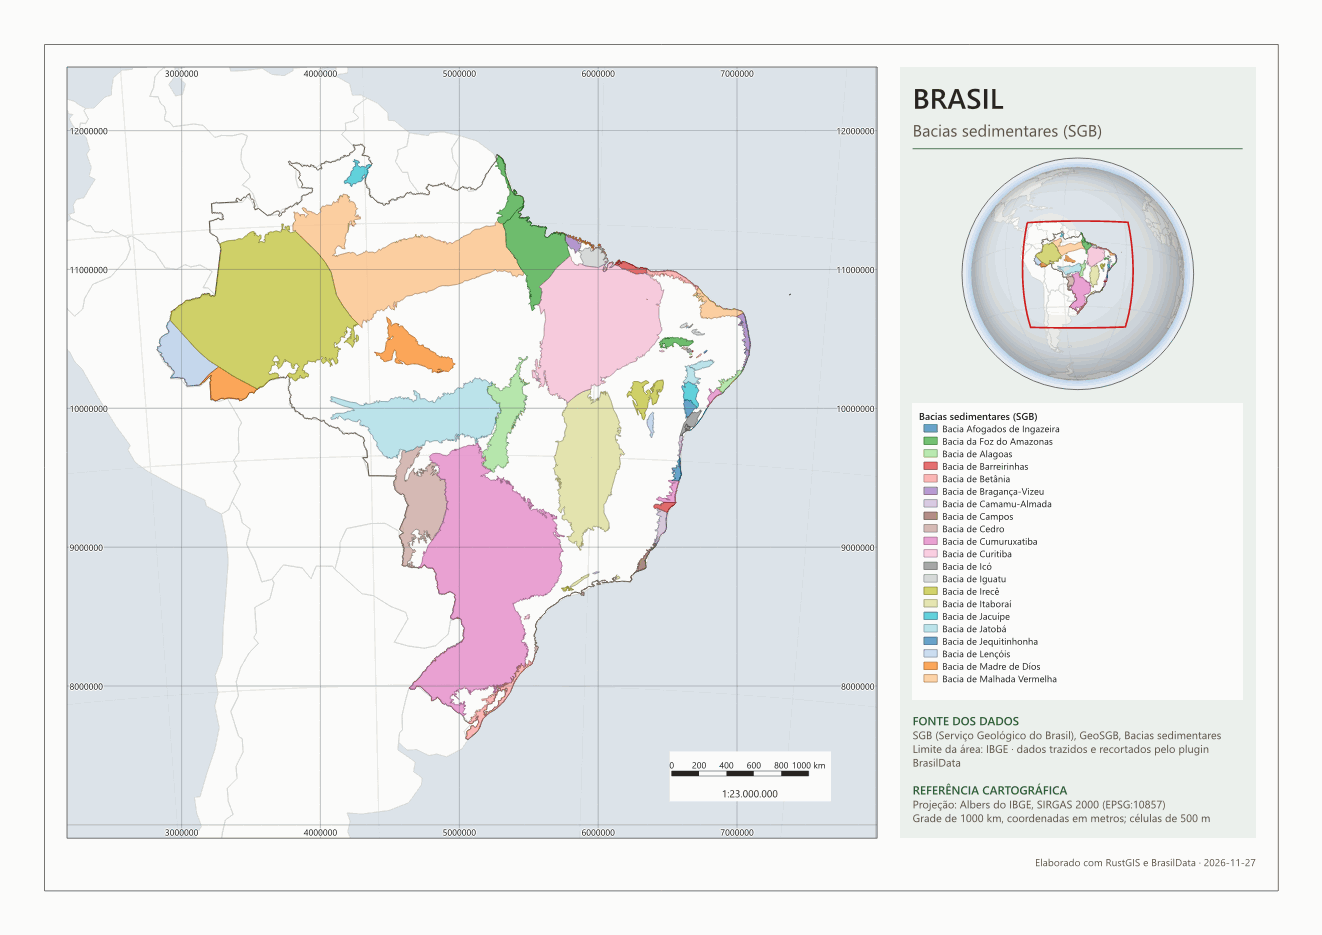 3000000 4000000 5000000 6000000 7000000
12000000 12000000
11000000 11000000
10000000 10000000
9000000 9000000
8000000 8000000
0 200 400 600 800 1000 km
1:23.000.000
3000000 4000000 5000000 6000000 7000000
BRASIL
Bacias sedimentares (SGB)
Bacias sedimentares (SGB)
Bacia Afogados de Ingazeira
Bacia da Foz do Amazonas
Bacia de Alagoas
Bacia de Barreirinhas
Bacia de Betânia
Bacia de Bragança-Vizeu
Bacia de Camamu-Almada
Bacia de Campos
Bacia de Cedro
Bacia de Cumuruxatiba
Bacia de Curitiba
Bacia de Icó
Bacia de Iguatu
Bacia de Irecê
Bacia de Itaboraí
Bacia de Jacuipe
Bacia de Jatobá
Bacia de Jequitinhonha
Bacia de Lençóis
Bacia de Madre de Dios
Bacia de Malhada Vermelha
FONTE DOS DADOS
SGB (Serviço Geológico do Brasil), GeoSGB, Bacias sedimentares
Limite da área: IBGE · dados trazidos e recortados pelo plugin
BrasilData
REFERÊNCIA CARTOGRÁFICA
Projeção: Albers do IBGE, SIRGAS 2000 (EPSG:10857)
Grade de 1000 km, coordenadas em metros; células de 500 m
Elaborado com RustGIS e BrasilData · 2026-11-27